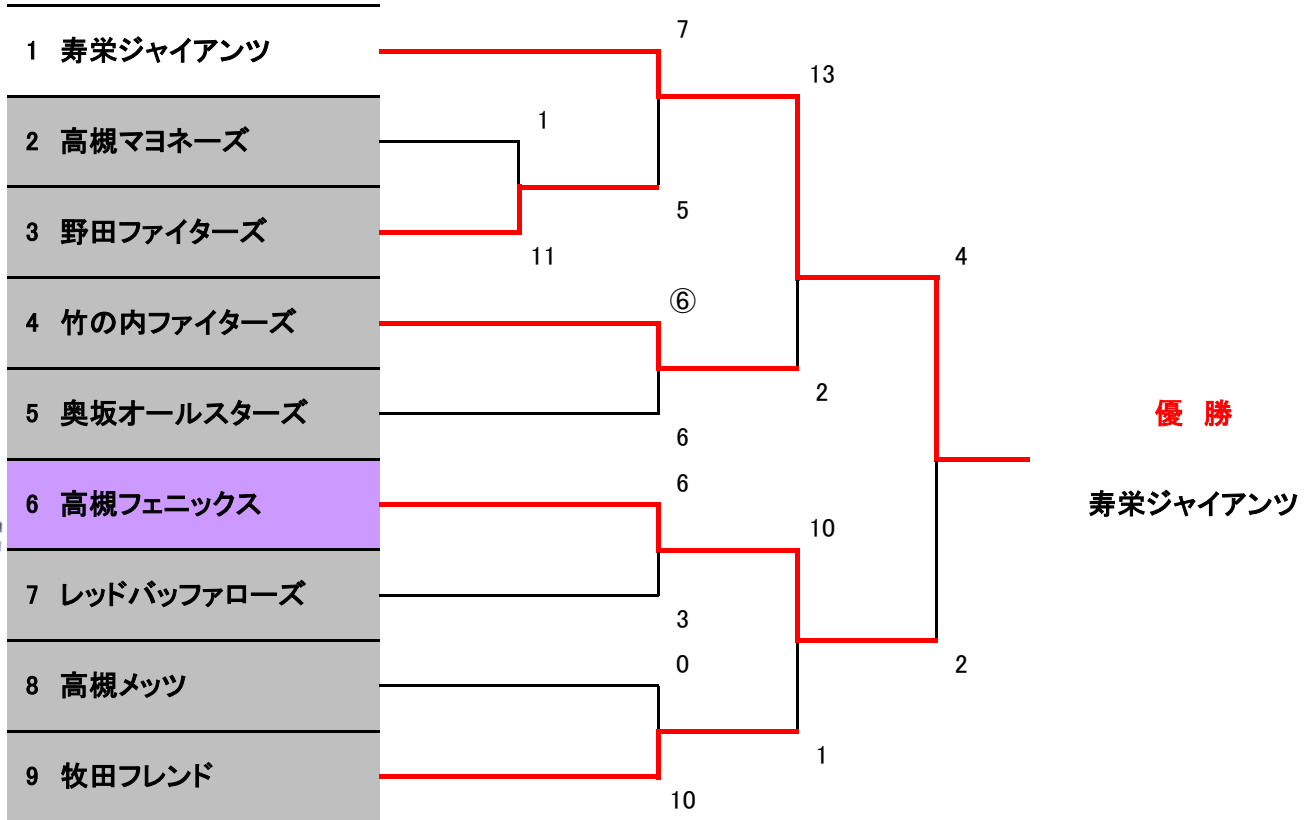 7
1 寿栄ジャイアンツ
13
1
2 高槻マヨネーズ
5
3 野田ファイターズ
11
4
⑥
4 竹の内ファイターズ
2
5 奥坂オールスターズ
優 勝
6
6
6 高槻フェニックス
寿栄ジャイアンツ
10
7 レッドバッファローズ
3
0
2
8 高槻メッツ
1
9 牧田フレンド
10